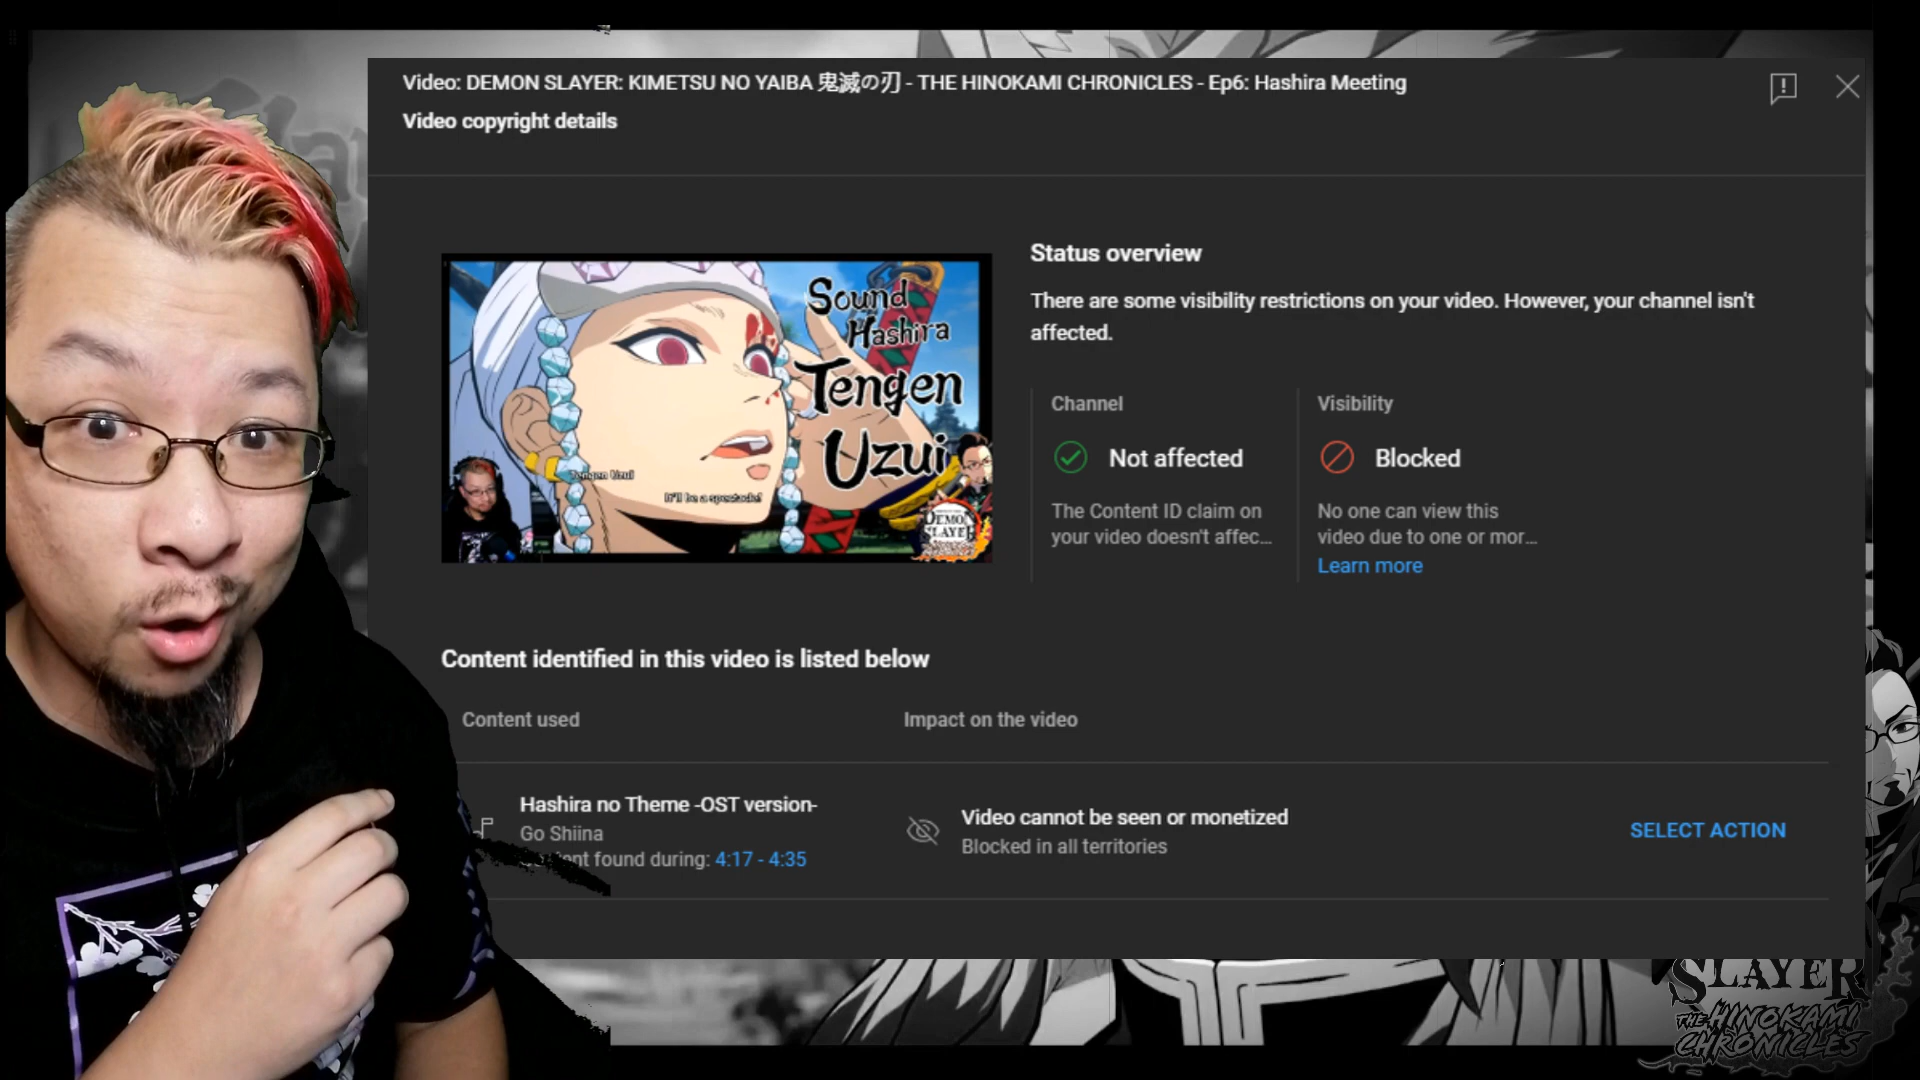 Video: DEMON SLAYER: KIMETSU NO YAIBA 鬼滅の刃 - THE HINOKAMI CHRONICLES - Ep6: Hashira Meeting
Video copyright details
Sound
Hashira
Tengen
Uzui
Tengen Uzui
It'll be a spectacle!
DEMON
SLAYER
Status overview
There are some visibility restrictions on your video. However, your channel isn't
affected.
Channel
Not affected
The Content ID claim on
your video doesn't affec...
Visibility
Blocked
No one can view this
video due to one or mor...
Learn more
Content identified in this video is listed below
Content used
Impact on the video
Hashira no Theme -OST version-
Go Shiina
found during: 4:17 - 4:35
Video cannot be seen or monetized
Blocked in all territories
SELECT ACTION
SLAYER
THE HINOKAMI
CHRONICLES